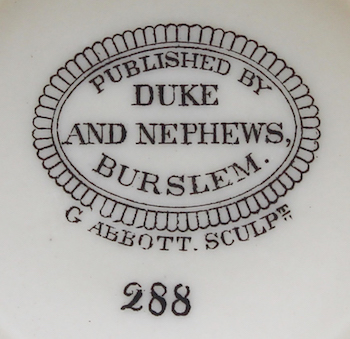 PUBLISHED BY
DUKE
AND NEPHEWS,
BURSLEM.
G ABBOTT. SCULPT
288